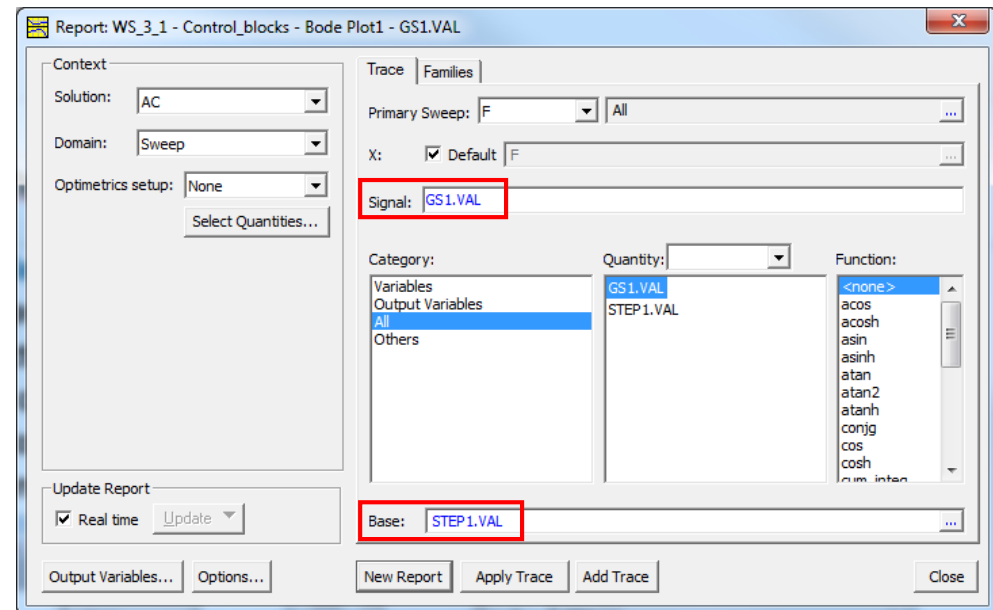 Report: WS_3_1 - Control_blocks - Bode Plot1 - GS1.VAL
x
Context
Solution: AC
Domain: Sweep
Optimetrics setup: None
Select Quantities...
Update Report
Real time Update
Output Variables... Options...
Trace Families
Primary Sweep: F All ...
X: Default F ...
Signal: GS1.VAL
Category:
Variables
Output Variables
All
Others
Quantity:
GS1.VAL
STEP1.VAL
Function:
<none>
acos
acosh
asin
asinh
atan
atan2
atanh
conjg
cos
cosh
cum_integ
Base: STEP1.VAL ...
New Report Apply Trace Add Trace Close